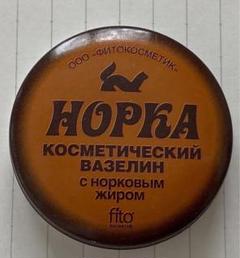 ООО «ФИТОКОСМЕТИК»
НОРКА
КОСМЕТИЧЕСКИЙ
ВАЗЕЛИН
С НОРКОВЫМ
ЖИРОМ
fito